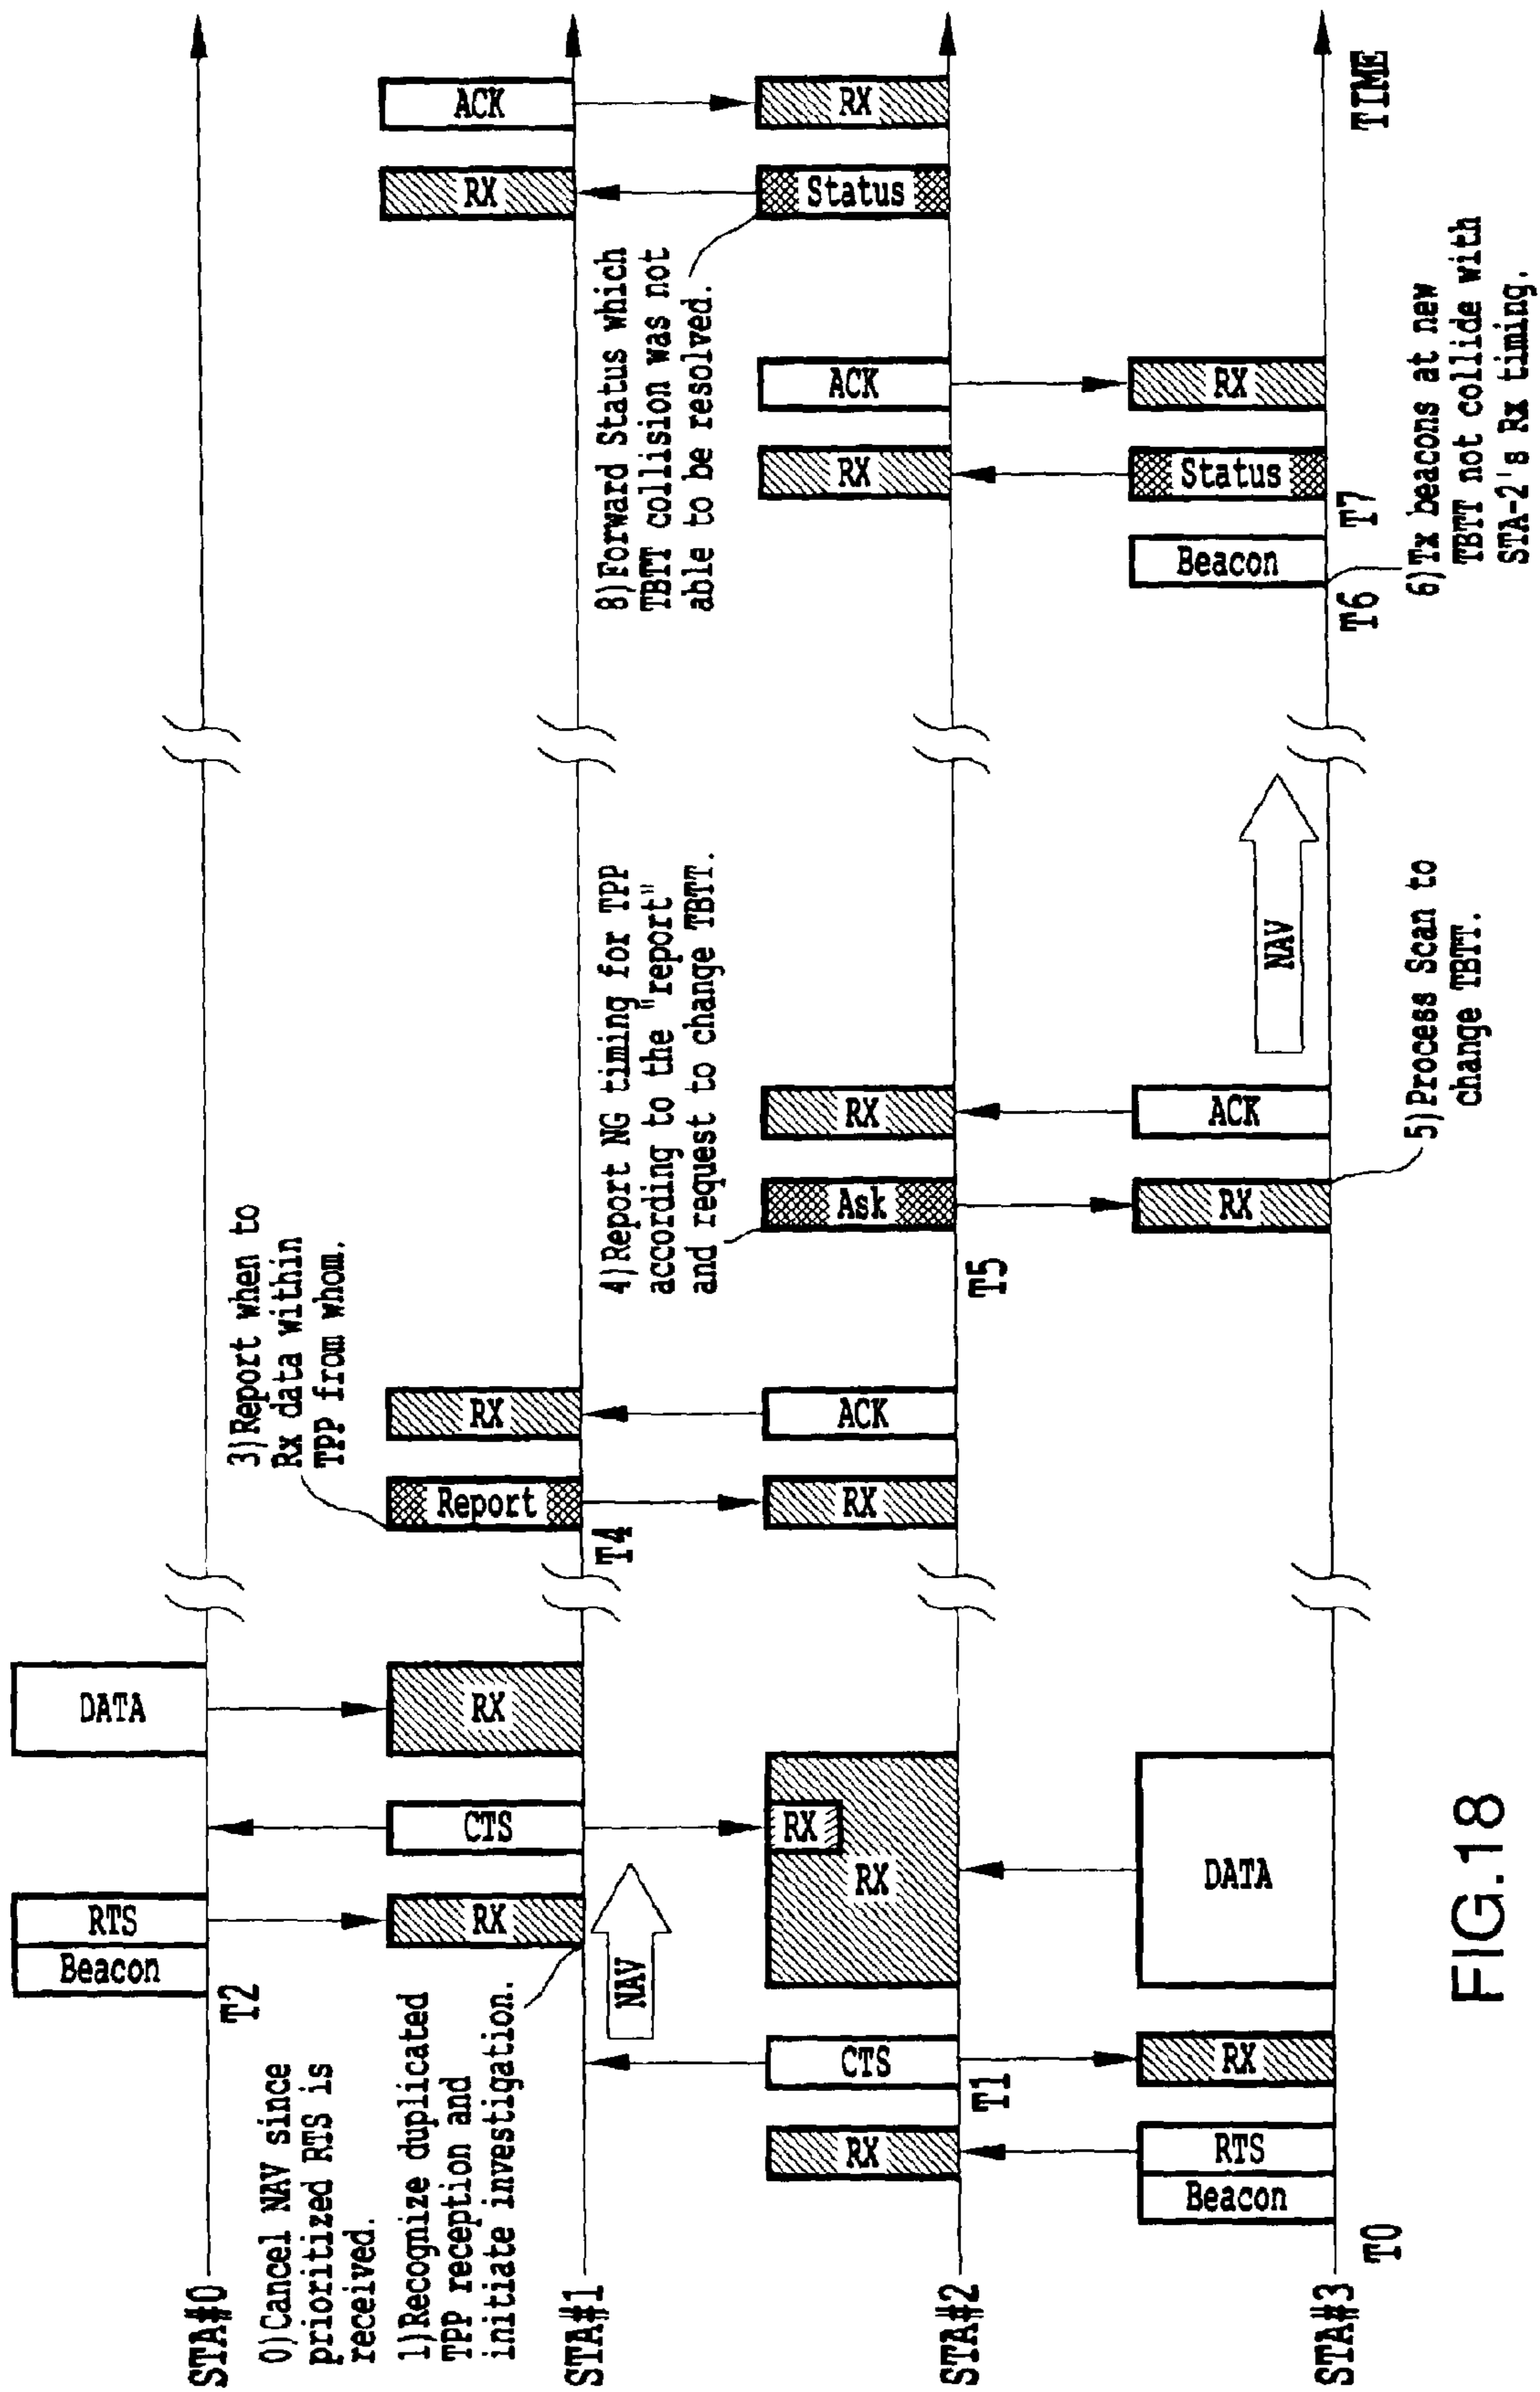 STA#0
Beacon
RTS
DATA
T2
0)Cancel NAV since
prioritized RTS is
received.
1)Recognize duplicated
TPP reception and
initiate investigation.
3)Report when to
Rx data within
TPP from whom.
STA#1
RX
CTS
RX
Report
RX
RX
ACK
NAV
T4
4)Report NG timing for TPP
according to the "report"
and request to change TBTT.
8)Forward Status which
TBTT collision was not
able to be resolved.
STA#2
RX
CTS
RX
RX
RX
ACK
Ask
RX
RX
ACK
Status
RX
T1
T5
STA#3
Beacon
RTS
RX
DATA
RX
ACK
NAV
Beacon
Status
RX
T0
T6
T7
TIME
5)Process Scan to
change TBTT.
6)Tx beacons at new
TBTT not collide with
STA-2's Rx timing.
FIG.18